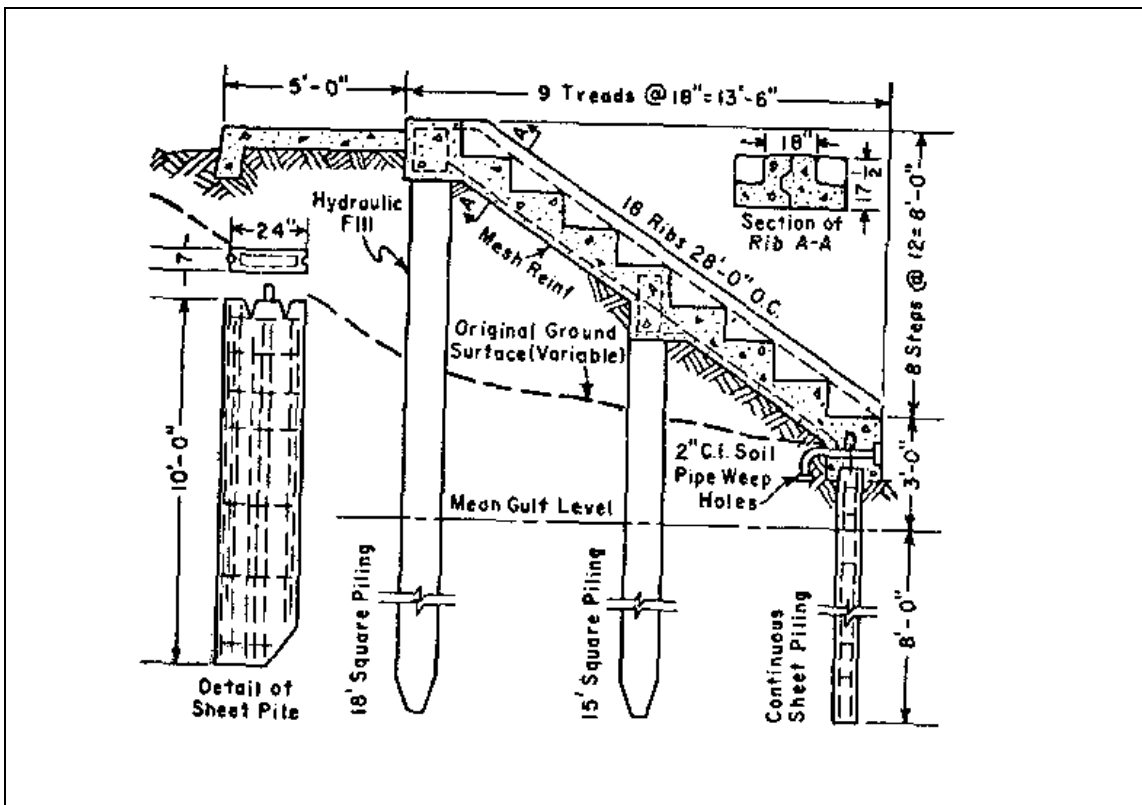 5'-0"
9 Treads @ 18"=13'-6"
18"
17 1/2
Section of
Rib A-A
A
A
Hydraulic
Fill
24"
7
Mesh Reinf
18 Ribs 28'-0" O.C.
8 Steps @ 12=8'-0"
Original Ground
Surface(Variable)
10'-0"
2" C.I. Soil
Pipe Weep
Holes
3'-0"
Mean Gulf Level
18' Square Piling
15' Square Piling
Continuous
Sheet Piling
8'-0"
Detail of
Sheet Pile